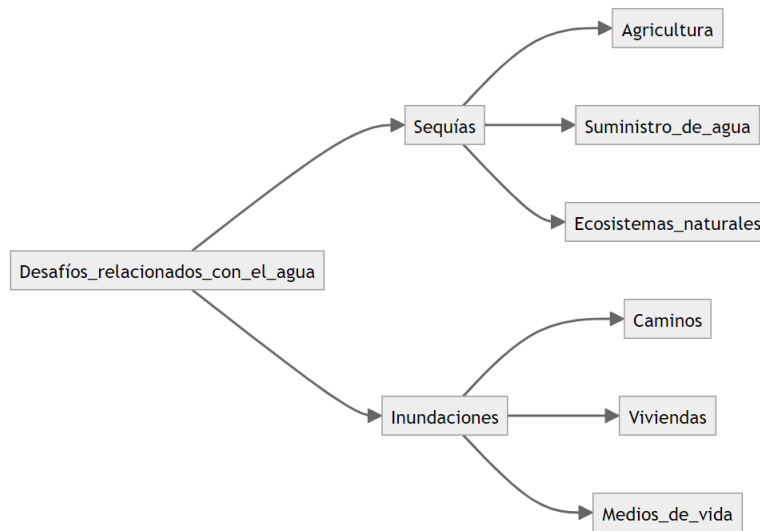 Agricultura
Sequías
Suministro_de_agua
Ecosistemas_naturales
Desafíos_relacionados_con_el_agua
Caminos
Inundaciones
Viviendas
Medios_de_vida